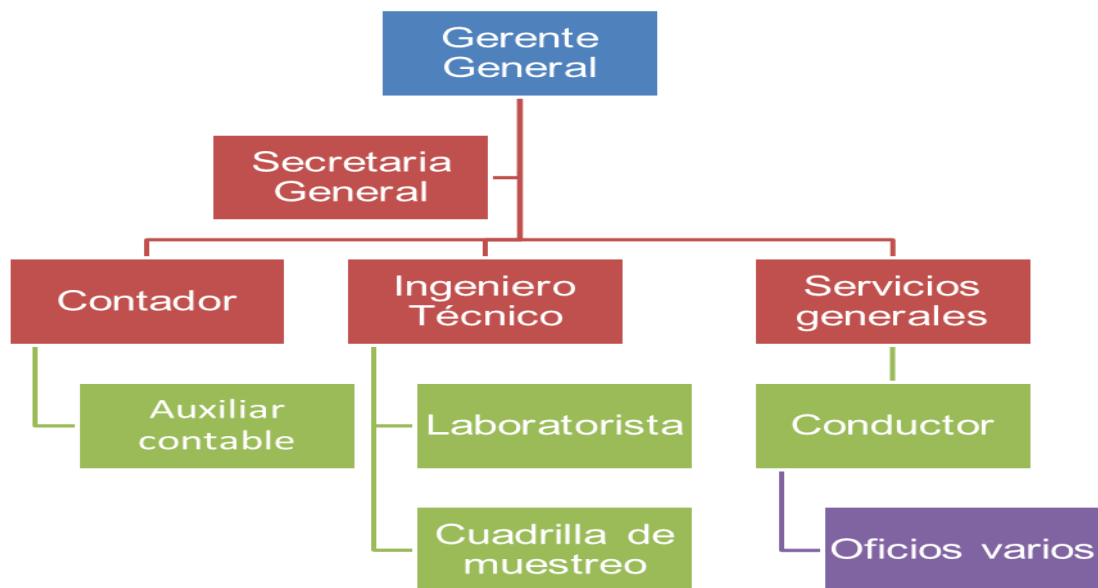 Gerente
General
Secretaria
General
Contador
Ingeniero
Técnico
Servicios
generales
Auxiliar
contable
Laboratorista
Conductor
Cuadrilla de
muestreo
Oficios varios